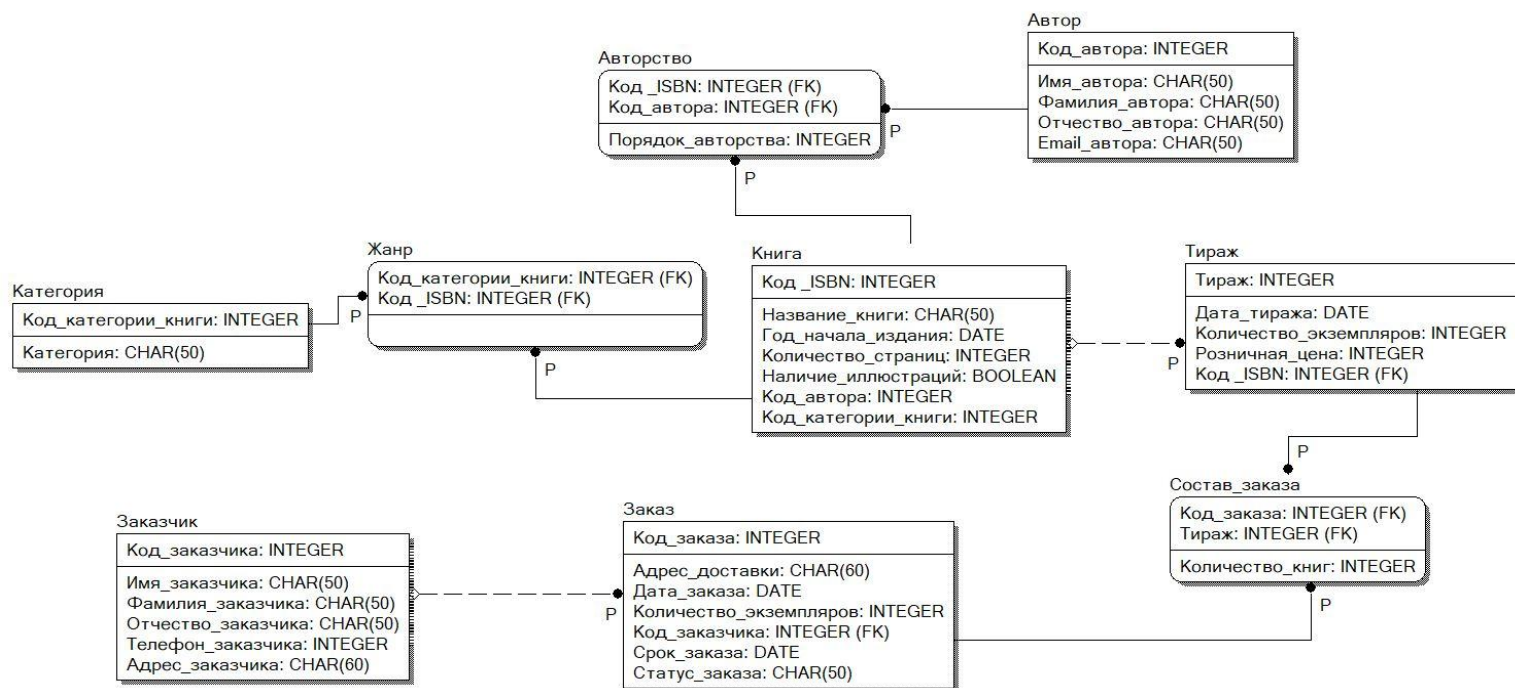 Автор
Код_автора: INTEGER
Имя_автора: CHAR(50)
Фамилия_автора: CHAR(50)
Отчество_автора: CHAR(50)
Email_автора: CHAR(50)
Авторство
Код _ISBN: INTEGER (FK)
Код_автора: INTEGER (FK)
Порядок_авторства: INTEGER
P
P
Категория
Код_категории_книги: INTEGER
Категория: CHAR(50)
P
Жанр
Код_категории_книги: INTEGER (FK)
Код _ISBN: INTEGER (FK)
P
Книга
Код _ISBN: INTEGER
Название_книги: CHAR(50)
Год_начала_издания: DATE
Количество_страниц: INTEGER
Наличие_иллюстраций: BOOLEAN
Код_автора: INTEGER
Код_категории_книги: INTEGER
P
Тираж
Тираж: INTEGER
Дата_тиража: DATE
Количество_экземпляров: INTEGER
Розничная_цена: INTEGER
Код _ISBN: INTEGER (FK)
P
Состав_заказа
Код_заказа: INTEGER (FK)
Тираж: INTEGER (FK)
Количество_книг: INTEGER
P
Заказчик
Код_заказчика: INTEGER
Имя_заказчика: CHAR(50)
Фамилия_заказчика: CHAR(50)
Отчество_заказчика: CHAR(50)
Телефон_заказчика: INTEGER
Адрес_заказчика: CHAR(60)
P
Заказ
Код_заказа: INTEGER
Адрес_доставки: CHAR(60)
Дата_заказа: DATE
Количество_экземпляров: INTEGER
Код_заказчика: INTEGER (FK)
Срок_заказа: DATE
Статус_заказа: CHAR(50)